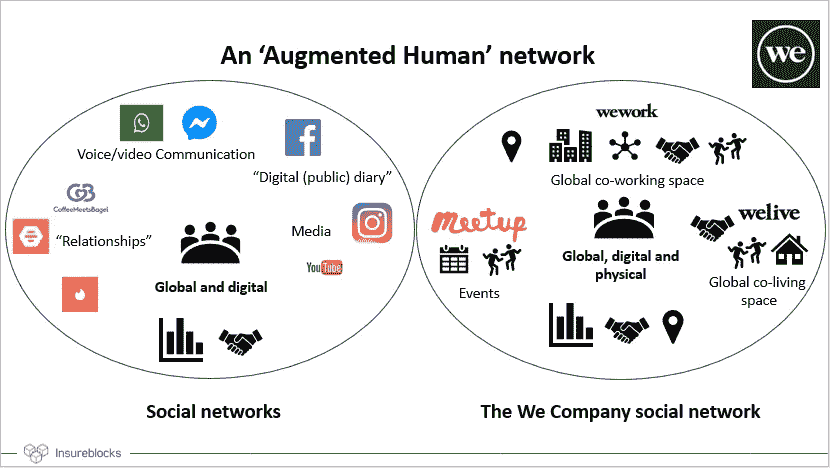 An ‘Augmented Human’ network
we
Voice/video Communication
“Digital (public) diary”
CMB
CoffeeMeetsBagel
“Relationships”
Media
YouTube
Global and digital
Social networks
wework
Global co-working space
Meetup
Events
welive
Global, digital and
physical
Global co-living
space
The We Company social network
Insureblocks